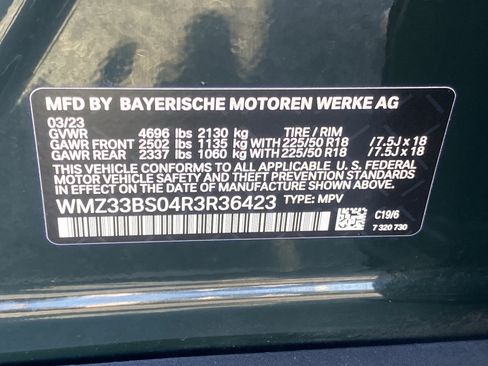 MFD BY BAYERISCHE MOTOREN WERKE AG
03/23
GVWR 4696 lbs 2130 kg TIRE / RIM
GAWR FRONT 2502 lbs 1135 kg WITH 225/50 R18 / 7.5J x 18
GAWR REAR 2337 lbs 1060 kg WITH 225/50 R18 / 7.5J x 18
THIS VEHICLE CONFORMS TO ALL APPLICABLE U.S. FEDERAL
MOTOR VEHICLE SAFETY AND THEFT PREVENTION STANDARDS
IN EFFECT ON THE DATE OF MANUFACTURE SHOWN ABOVE.
WMZ33BS04R3R36423 TYPE: MPV
C19/6
7 320 730